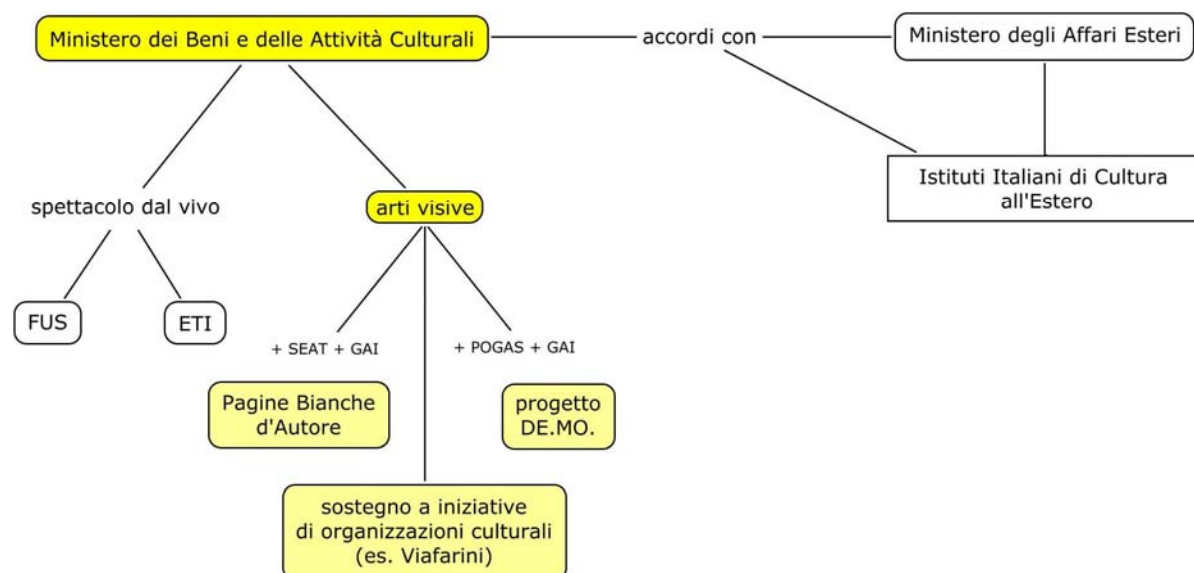 Ministero dei Beni e delle Attività Culturali
accordi con
Ministero degli Affari Esteri
Istituti Italiani di Cultura
all'Estero
spettacolo dal vivo
arti visive
FUS
ETI
+ SEAT + GAI
+ POGAS + GAI
Pagine Bianche
d'Autore
progetto
DE.MO.
sostegno a iniziative
di organizzazioni culturali
(es. Viafarini)